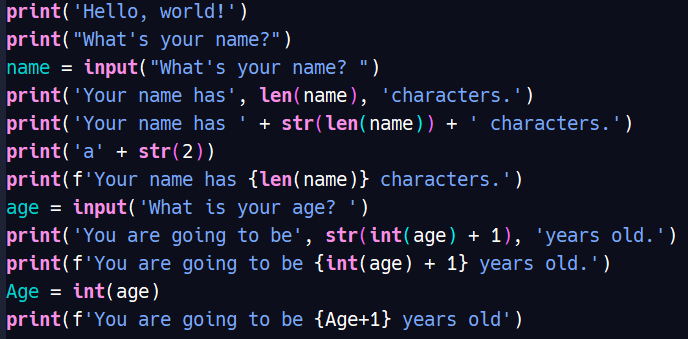 print('Hello, world!')
print("What's your name?")
name = input("What's your name? ")
print('Your name has', len(name), 'characters.')
print('Your name has ' + str(len(name)) + ' characters.')
print('a' + str(2))
print(f'Your name has {len(name)} characters.')
age = input('What is your age? ')
print('You are going to be', str(int(age) + 1), 'years old.')
print(f'You are going to be {int(age) + 1} years old.')
Age = int(age)
print(f'You are going to be {Age+1} years old')